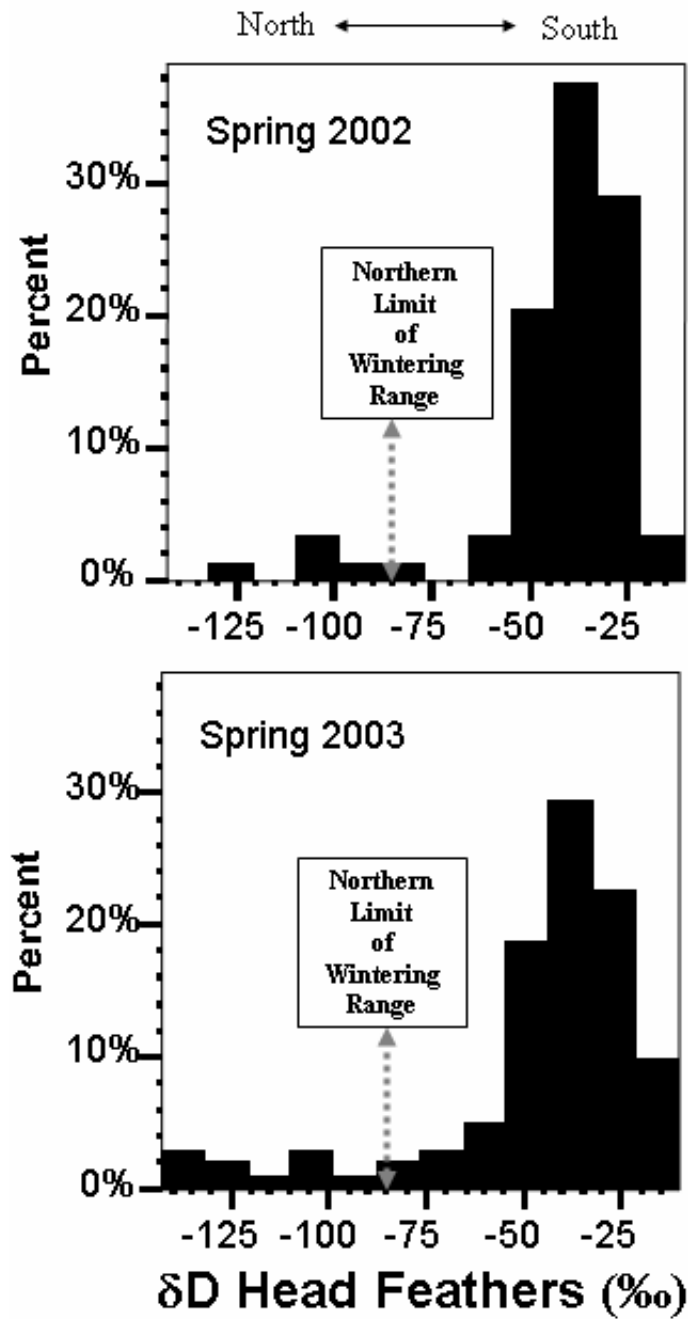 North South
Spring 2002
Percent
30%
20%
10%
0%
Northern
Limit
of
Wintering
Range
-125 -100 -75 -50 -25
Spring 2003
Percent
30%
20%
10%
0%
Northern
Limit
of
Wintering
Range
-125 -100 -75 -50 -25
δD Head Feathers (‰)